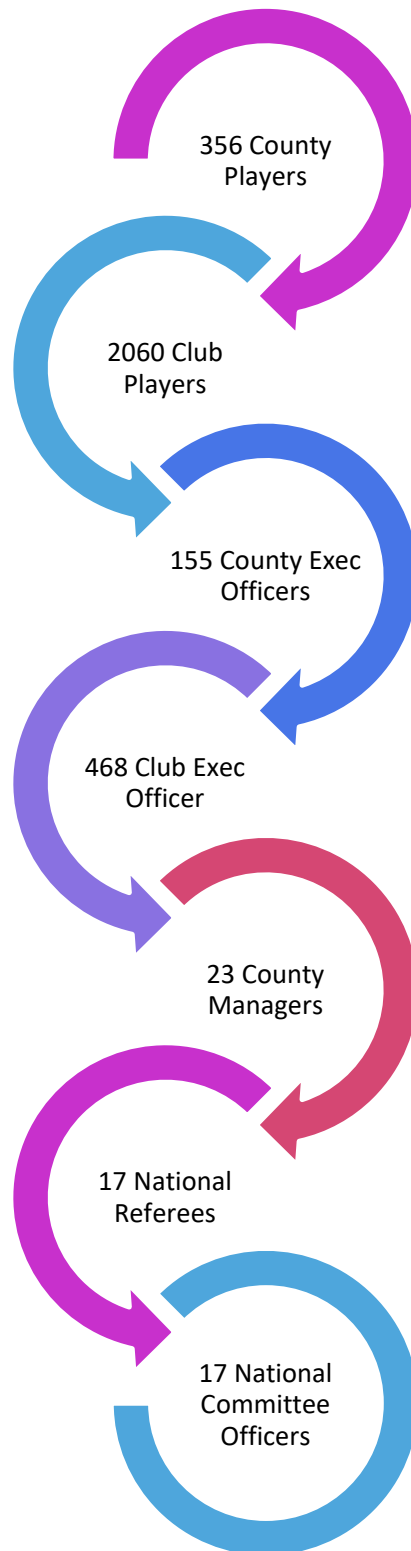 356 County
Players
2060 Club
Players
155 County Exec
Officers
468 Club Exec
Officer
23 County
Managers
17 National
Referees
17 National
Committee
Officers